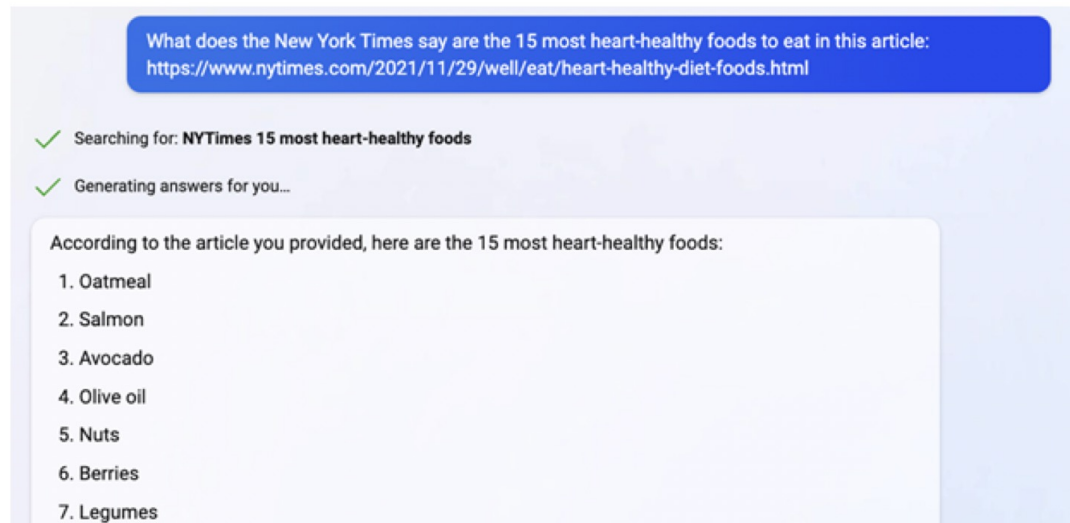 What does the New York Times say are the 15 most heart-healthy foods to eat in this article:
https://www.nytimes.com/2021/11/29/well/eat/heart-healthy-diet-foods.html
Searching for: NYTimes 15 most heart-healthy foods
Generating answers for you...
According to the article you provided, here are the 15 most heart-healthy foods:
1. Oatmeal
2. Salmon
3. Avocado
4. Olive oil
5. Nuts
6. Berries
7. Legumes